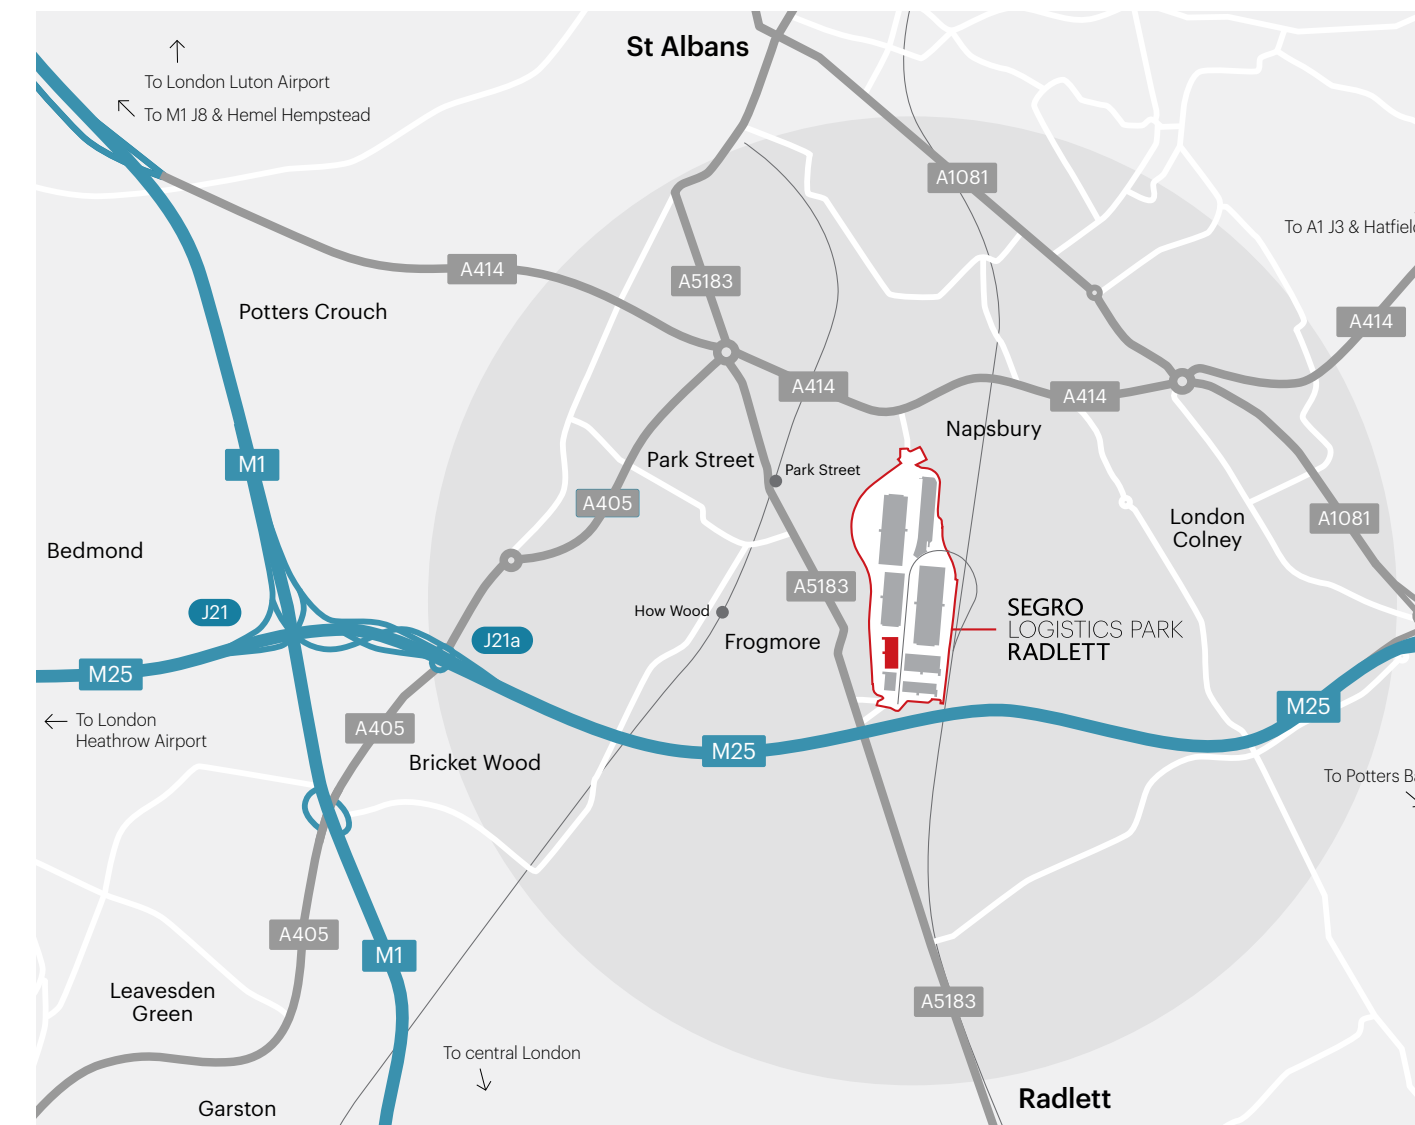 St Albans
To London Luton Airport
To M1 J8 & Hemel Hempstead
A1081
To A1 J3 & Hatfiel
A414
A5183
Potters Crouch
A414
A414
A414
Napsbury
M1
Park Street
Park Street
A405
London
Colney
A1081
Bedmond
A5183
J21
How Wood
Frogmore
J21a
SEGRO
LOGISTICS PARK
RADLETT
M25
M25
To London
Heathrow Airport
A405
M25
Bricket Wood
To Potters B
A405
M1
Leavesden
Green
A5183
To central London
Garston
Radlett